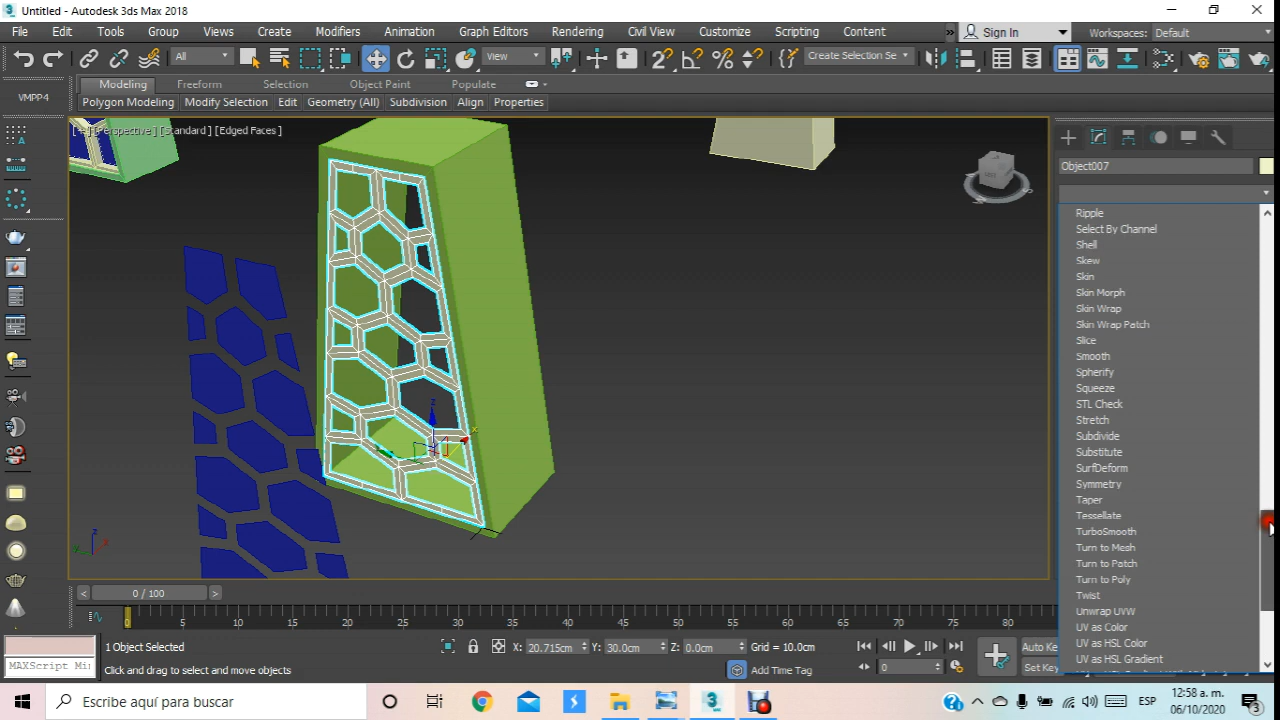 Untitled - Autodesk 3ds Max 2018
File Edit Tools Group Views Create Modifiers Animation Graph Editors Rendering Civil View Customize Scripting Content » Sign In Workspaces: Default
All View Create Selection Se
Modeling Freeform Selection Object Paint Populate
VMPP4
Polygon Modeling Modify Selection Edit Geometry (All) Subdivision Align Properties
[+] [Perspective] [Standard] [Edged Faces]
Object007
Ripple
Select By Channel
Shell
Skew
Skin
Skin Morph
Skin Wrap
Skin Wrap Patch
Slice
Smooth
Spherify
Squeeze
STL Check
Stretch
Subdivide
Substitute
SurfDeform
Symmetry
Taper
Tessellate
TurboSmooth
Turn to Mesh
Turn to Patch
Turn to Poly
Twist
Unwrap UVW
UV as Color
UV as HSL Color
UV as HSL Gradient
z
x
z
y
x
< 0 / 100 >
0 5 10 15 20 25 30 35 40 45 50 55 60 65 70 75 80
1 Object Selected X: 20.715cm Y: 30.0cm Z: 0.0cm Grid = 10.0cm Auto Ke
MAXScript Mi Click and drag to select and move objects Add Time Tag 0 Set Key
Escribe aquí para buscar
ESP
12:58 a. m.
06/10/2020
3